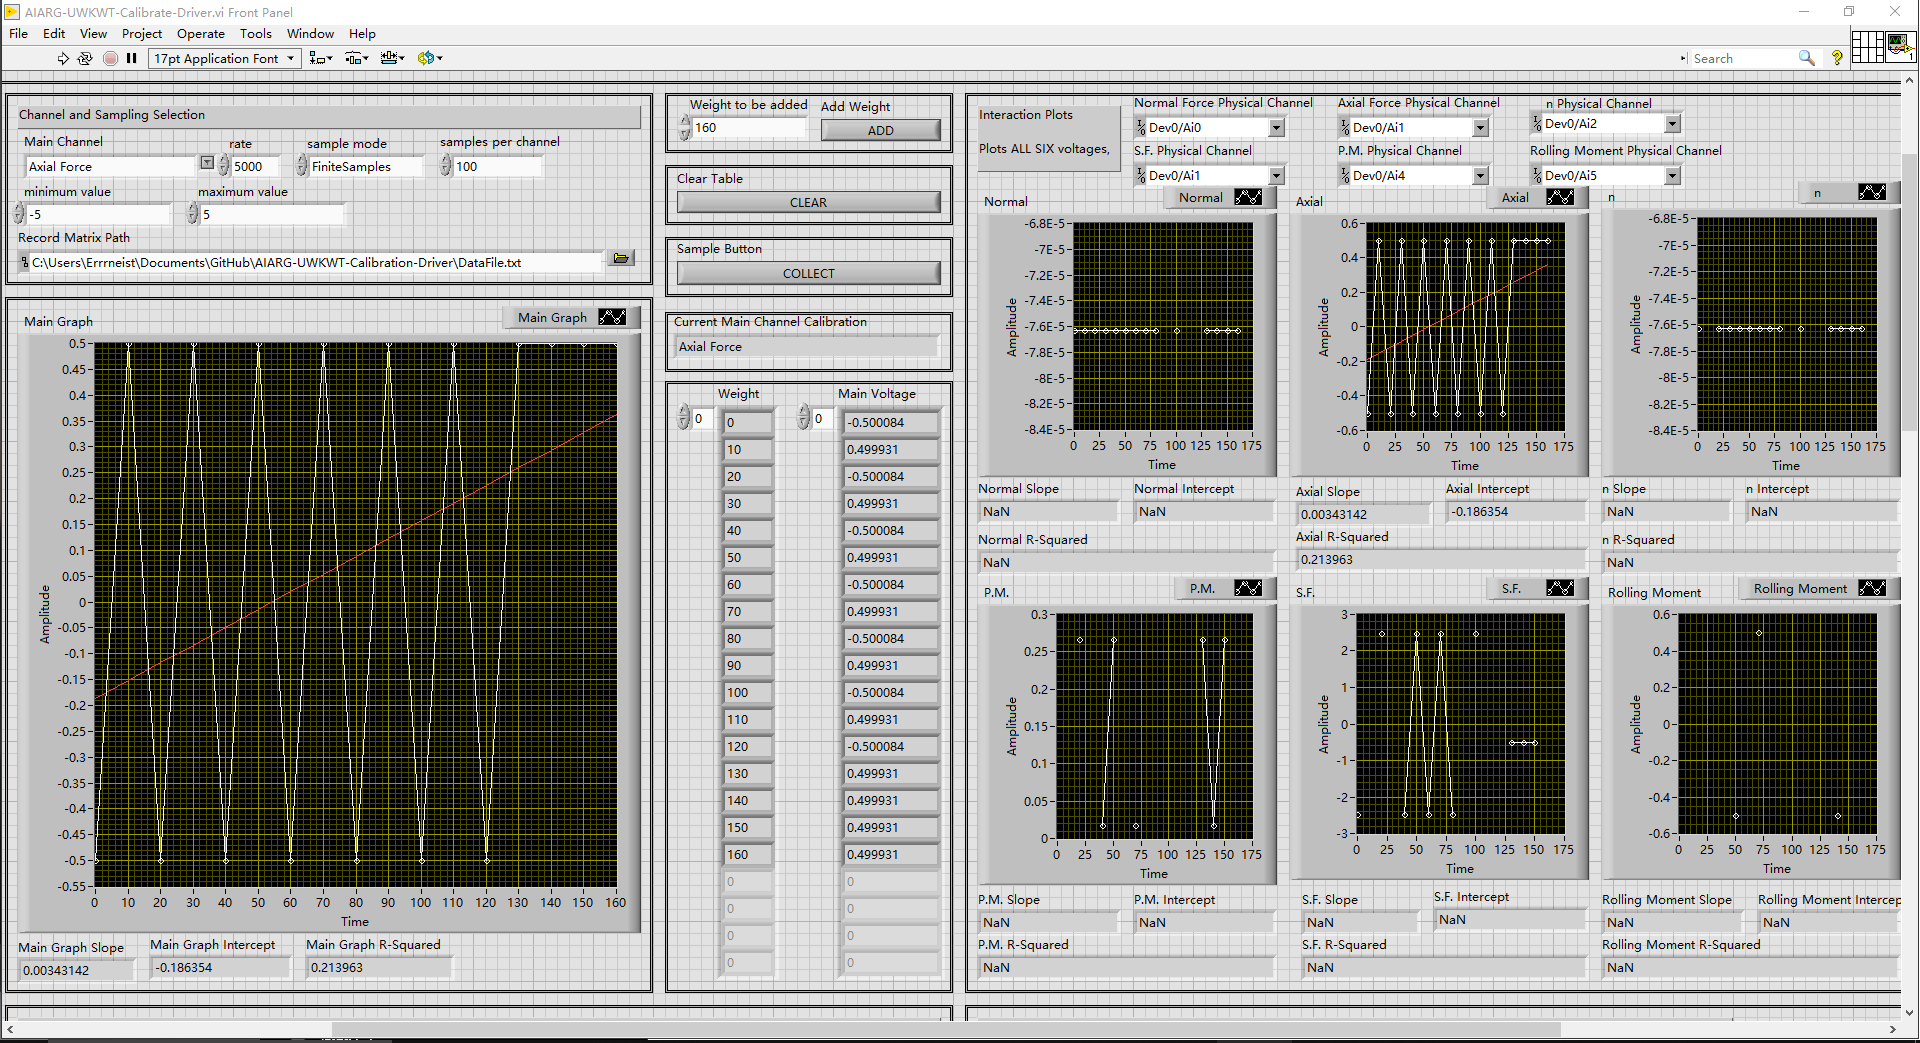 AIARG-UWKWT-Calibrate-Driver.vi Front Panel
File Edit View Project Operate Tools Window Help
17pt Application Font
Search
Channel and Sampling Selection
Main Channel
rate
sample mode
samples per channel
Axial Force
5000
FiniteSamples
100
minimum value
maximum value
-5
5
Record Matrix Path
C:\Users\Errrneist\Documents\GitHub\AIARG-UWKWT-Calibration-Driver\DataFile.txt
Main Graph
Main Graph
0.5
0.45
0.4
0.35
0.3
0.25
0.2
0.15
0.1
0.05
0
-0.05
-0.1
-0.15
-0.2
-0.25
-0.3
-0.35
-0.4
-0.45
-0.5
-0.55
Amplitude
0 10 20 30 40 50 60 70 80 90 100 110 120 130 140 150 160
Time
Main Graph Slope
Main Graph Intercept
Main Graph R-Squared
0.00343142
-0.186354
0.213963
Weight to be added
Add Weight
160
ADD
Clear Table
CLEAR
Sample Button
COLLECT
Current Main Channel Calibration
Axial Force
Weight Main Voltage
0 0 0 -0.500084
10 0.499931
20 -0.500084
30 0.499931
40 -0.500084
50 0.499931
60 -0.500084
70 0.499931
80 -0.500084
90 0.499931
100 -0.500084
110 0.499931
120 -0.500084
130 0.499931
140 0.499931
150 0.499931
160 0.499931
0 0
0 0
0 0
0 0
Interaction Plots
Plots ALL SIX voltages,
Normal Force Physical Channel
Axial Force Physical Channel
n Physical Channel
Dev0/Ai0
Dev0/Ai1
Dev0/Ai2
S.F. Physical Channel
P.M. Physical Channel
Rolling Moment Physical Channel
Dev0/Ai1
Dev0/Ai4
Dev0/Ai5
Normal
Normal
-6.8E-5
-7E-5
-7.2E-5
-7.4E-5
-7.6E-5
-7.8E-5
-8E-5
-8.2E-5
-8.4E-5
Amplitude
0 25 50 75 100 125 150 175
Time
Axial
Axial
0.6
0.4
0.2
0
-0.2
-0.4
-0.6
Amplitude
0 25 50 75 100 125 150 175
Time
n
n
-6.8E-5
-7E-5
-7.2E-5
-7.4E-5
-7.6E-5
-7.8E-5
-8E-5
-8.2E-5
-8.4E-5
Amplitude
0 25 50 75 100 125 150 175
Time
Normal Slope
Normal Intercept
NaN
NaN
Normal R-Squared
NaN
Axial Slope
Axial Intercept
0.00343142
-0.186354
Axial R-Squared
0.213963
n Slope
n Intercept
NaN
NaN
n R-Squared
NaN
P.M.
P.M.
0.3
0.25
0.2
0.15
0.1
0.05
0
Amplitude
0 25 50 75 100 125 150 175
Time
S.F.
S.F.
3
2
1
0
-1
-2
-3
Amplitude
0 25 50 75 100 125 150 175
Time
Rolling Moment
Rolling Moment
0.6
0.4
0.2
0
-0.2
-0.4
-0.6
Amplitude
0 25 50 75 100 125 150 175
Time
P.M. Slope
P.M. Intercept
NaN
NaN
P.M. R-Squared
NaN
S.F. Slope
S.F. Intercept
NaN
NaN
S.F. R-Squared
NaN
Rolling Moment Slope
Rolling Moment Intercep
NaN
NaN
Rolling Moment R-Squared
NaN